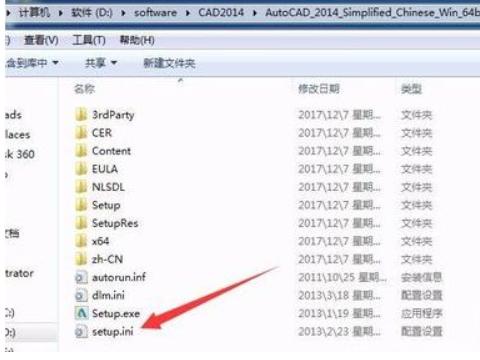 计算机 ▸ 软件 (D:) ▸ software ▸ CAD2014 ▸ AutoCAD_2014_Simplified_Chinese_Win_64b
查看(V) 工具(T) 帮助(H)
含到库中 共享 新建文件夹
名称 修改日期 类型
3rdParty 2017\12\7 星期... 文件夹
CER 2017\12\7 星期... 文件夹
Content 2017\12\7 星期... 文件夹
EULA 2017\12\7 星期... 文件夹
NLSDL 2017\12\7 星期... 文件夹
Setup 2017\12\7 星期... 文件夹
SetupRes 2017\12\7 星期... 文件夹
x64 2017\12\7 星期... 文件夹
zh-CN 2017\12\7 星期... 文件夹
autorun.inf 2011\10\25 星期... 安装信息
dlm.ini 2013\3\18 星期... 配置设置
Setup.exe 2013\1\19 星期... 应用程序
setup.ini 2013\2\23 星期... 配置设置
ads
laces
sk 360
文档
trator
C:)
D:)